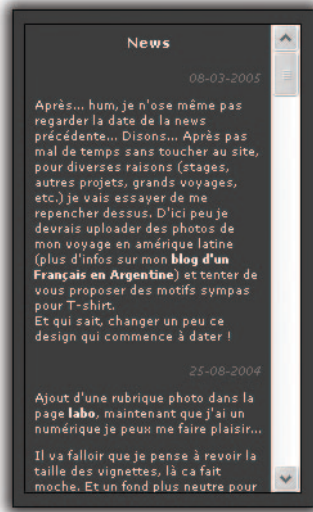 News
08-03-2005
Après... hum, je n'ose même pas
regarder la date de la news
précédente... Disons... Après pas
mal de temps sans toucher au site,
pour diverses raisons (stages,
autres projets, grands voyages,
etc.) je vais essayer de me
repencher dessus. D'ici peu je
devrais uploader des photos de
mon voyage en amérique latine
(plus d'infos sur mon blog d'un
Français en Argentine) et tenter de
vous proposer des motifs sympas
pour T-shirt.
Et qui sait, changer un peu ce
design qui commence à dater !
25-08-2004
Ajout d'une rubrique photo dans la
page labo, maintenant que j'ai un
numérique je peux me faire plaisir...
Il va falloir que je pense à revoir la
taille des vignettes, là ca fait
moche. Et un fond plus neutre pour